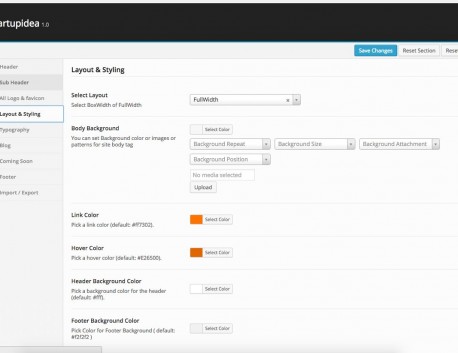 artupidea 1.0
Save Changes Reset Section Rese
Header
Sub Header
All Logo & favicon
Layout & Styling
Typography
Blog
Coming Soon
Footer
Import / Export
Layout & Styling
Select Layout
Select BoxWidth of FullWidth
FullWidth
Body Background
You can set Background color or images or
patterns for site body tag
Select Color
Background Repeat Background Size Background Attachment
Background Position
No media selected
Upload
Link Color
Pick a link color (default: #ff7302).
Select Color
Hover Color
Pick a hover color (default: #E26500).
Select Color
Header Background Color
Pick a background color for the header
(default: #fff).
Select Color
Footer Background Color
Pick Color for Footer Background ( default:
#f2f2f2 )
Select Color